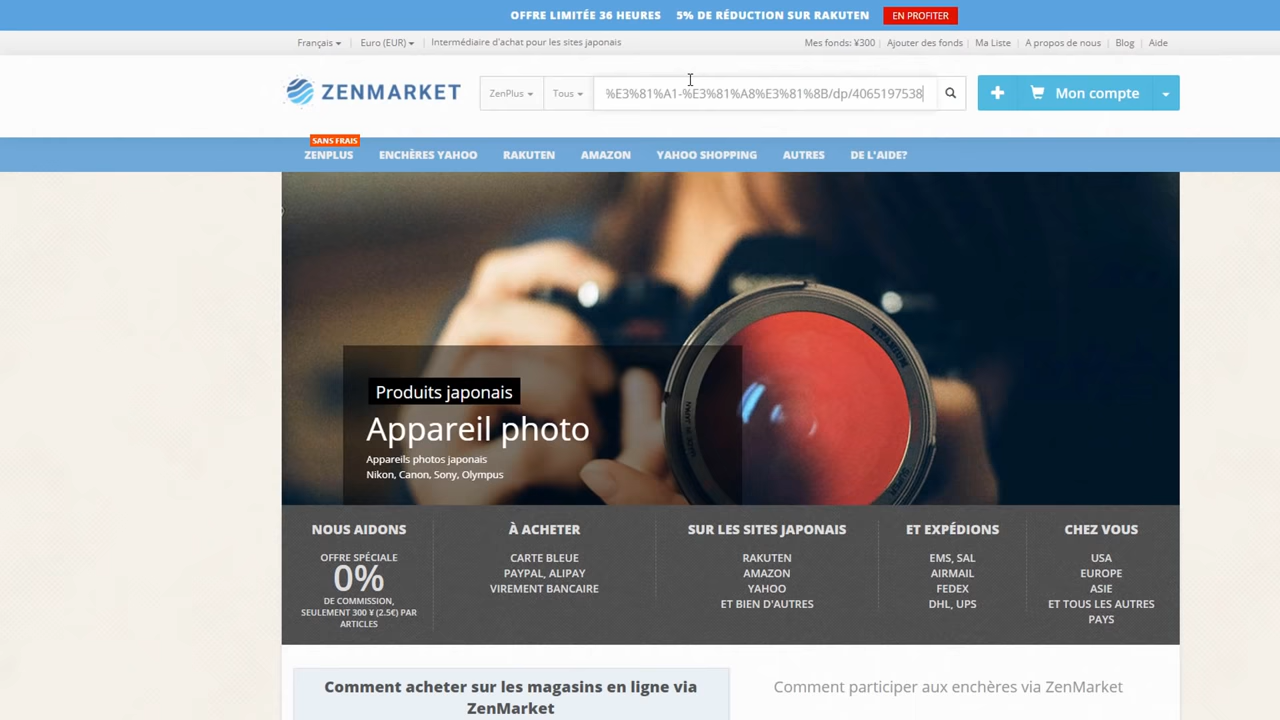 OFFRE LIMITÉE 36 HEURES 5% DE RÉDUCTION SUR RAKUTEN EN PROFITER
Français Euro (EUR) Intermédiaire d'achat pour les sites japonais Mes fonds: ¥300 Ajouter des fonds Ma Liste A propos de nous Blog Aide
ZENMARKET ZenPlus Tous %E3%81%A1-%E3%81%A8%E3%81%8B/dp/4065197538 Mon compte
SANS FRAIS
ZENPLUS ENCHÈRES YAHOO RAKUTEN AMAZON YAHOO SHOPPING AUTRES DE L'AIDE?
Produits japonais
Appareil photo
Appareils photos japonais
Nikon, Canon, Sony, Olympus
NOUS AIDONS
OFFRE SPÉCIALE
0%
DE COMMISSION,
SEULEMENT 300 ¥ (2.5€) PAR
ARTICLES
À ACHETER
CARTE BLEUE
PAYPAL, ALIPAY
VIREMENT BANCAIRE
SUR LES SITES JAPONAIS
RAKUTEN
AMAZON
YAHOO
ET BIEN D'AUTRES
ET EXPÉDIONS
EMS, SAL
AIRMAIL
FEDEX
DHL, UPS
CHEZ VOUS
USA
EUROPE
ASIE
ET TOUS LES AUTRES
PAYS
Comment acheter sur les magasins en ligne via
ZenMarket
Comment participer aux enchères via ZenMarket